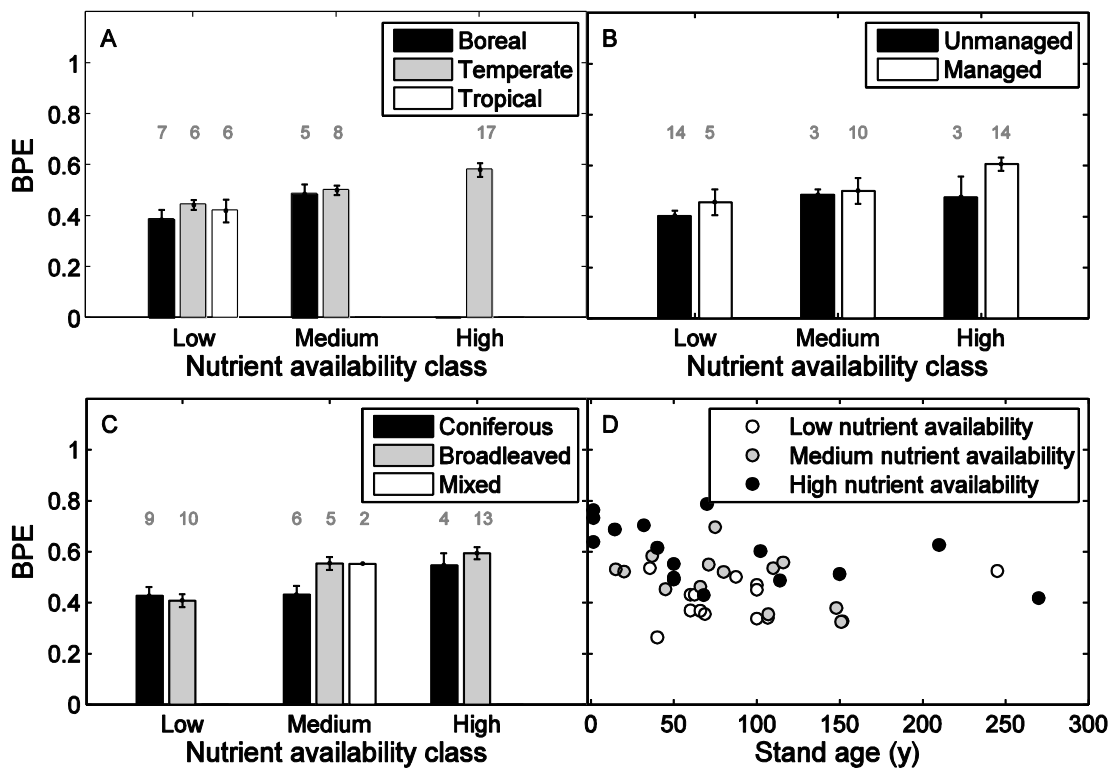 A
Boreal
Temperate
Tropical
BPE
1
0.8
0.6
0.4
0.2
0
7 6 6 5 8 17
Low Medium High
Nutrient availability class
B
Unmanaged
Managed
14 5 3 10 3 14
Low Medium High
Nutrient availability class
C
Coniferous
Broadleaved
Mixed
BPE
1
0.8
0.6
0.4
0.2
0
9 10 6 5 2 4 13
Low Medium High
Nutrient availability class
D
Low nutrient availability
Medium nutrient availability
High nutrient availability
0 50 100 150 200 250 300
Stand age (y)